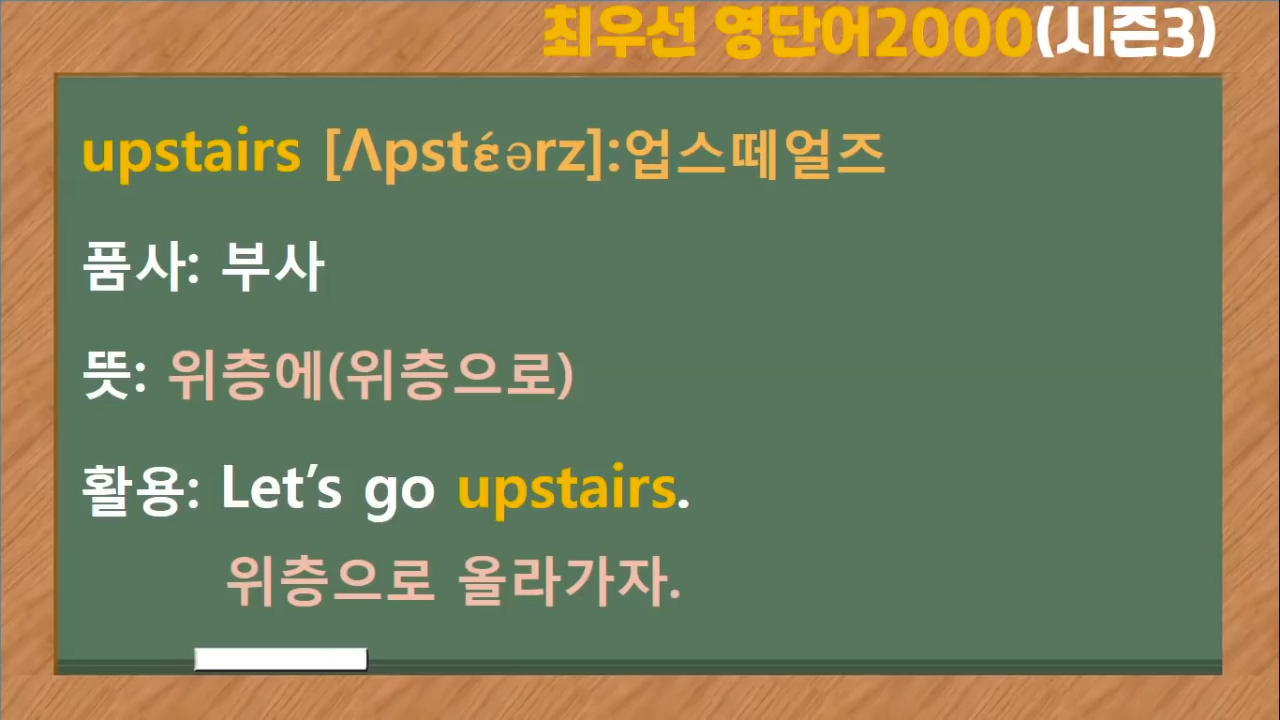 최우선 영단어2000(시즌3)
upstairs [Λpstέərz]:업스떼얼즈
품사: 부사
뜻: 위층에(위층으로)
활용: Let’s go upstairs.
위층으로 올라가자.